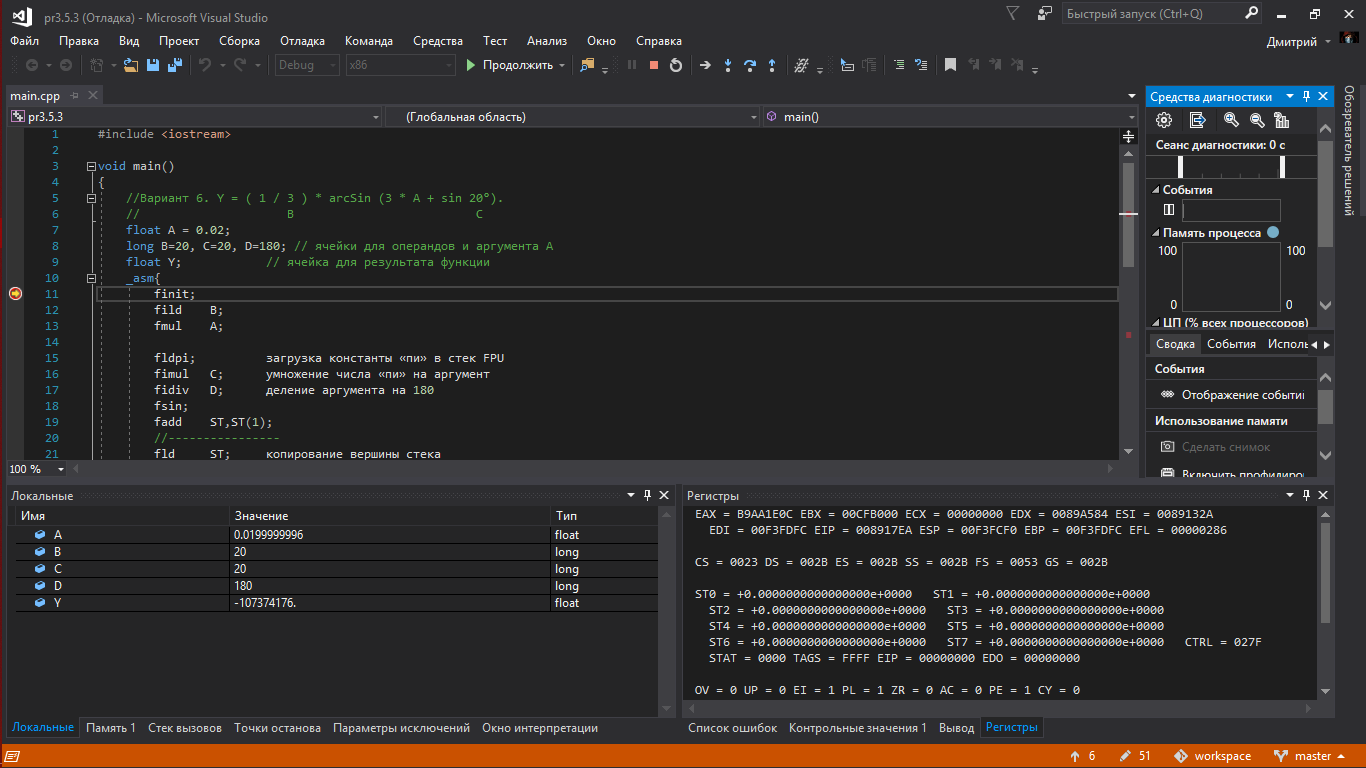 pr3.5.3 (Отладка) - Microsoft Visual Studio
Быстрый запуск (Ctrl+Q)
Файл Правка Вид Проект Сборка Отладка Команда Средства Тест Анализ Окно Справка
Дмитрий
Debug x86 Продолжить
main.cpp
pr3.5.3 (Глобальная область) main()
1 #include <iostream>
2
3 void main()
4 {
5 //Вариант 6. Y = ( 1 / 3 ) * arcSin (3 * A + sin 20°).
6 // B C
7 float A = 0.02;
8 long B=20, C=20, D=180; // ячейки для операндов и аргумента A
9 float Y; // ячейка для результата функции
10 _asm{
11 finit;
12 fild B;
13 fmul A;
14
15 fldpi; загрузка константы «пи» в стек FPU
16 fimul C; умножение числа «пи» на аргумент
17 fidiv D; деление аргумента на 180
18 fsin;
19 fadd ST,ST(1);
20 //----------------
21 fld ST; копирование вершины стека
100 %
Средства диагностики
Сеанс диагностики: 0 с
События
Память процесса
100 100
0 0
ЦП (% всех процессоров)
Сводка События Исполь
События
Отображение событи
Использование памяти
Сделать снимок
Включить профилиров
Обозреватель решений
Локальные
Имя Значение Тип
A 0.0199999996 float
B 20 long
C 20 long
D 180 long
Y -107374176. float
Локальные Память 1 Стек вызовов Точки останова Параметры исключений Окно интерпретации
Регистры
EAX = B9AA1E0C EBX = 00CFB000 ECX = 00000000 EDX = 0089A584 ESI = 0089132A
EDI = 00F3FDFC EIP = 008917EA ESP = 00F3FCF0 EBP = 00F3FDFC EFL = 00000286
CS = 0023 DS = 002B ES = 002B SS = 002B FS = 0053 GS = 002B
ST0 = +0.0000000000000000e+0000 ST1 = +0.0000000000000000e+0000
ST2 = +0.0000000000000000e+0000 ST3 = +0.0000000000000000e+0000
ST4 = +0.0000000000000000e+0000 ST5 = +0.0000000000000000e+0000
ST6 = +0.0000000000000000e+0000 ST7 = +0.0000000000000000e+0000 CTRL = 027F
STAT = 0000 TAGS = FFFF EIP = 00000000 EDO = 00000000
OV = 0 UP = 0 EI = 1 PL = 1 ZR = 0 AC = 0 PE = 1 CY = 0
Список ошибок Контрольные значения 1 Вывод Регистры
6 51 workspace master